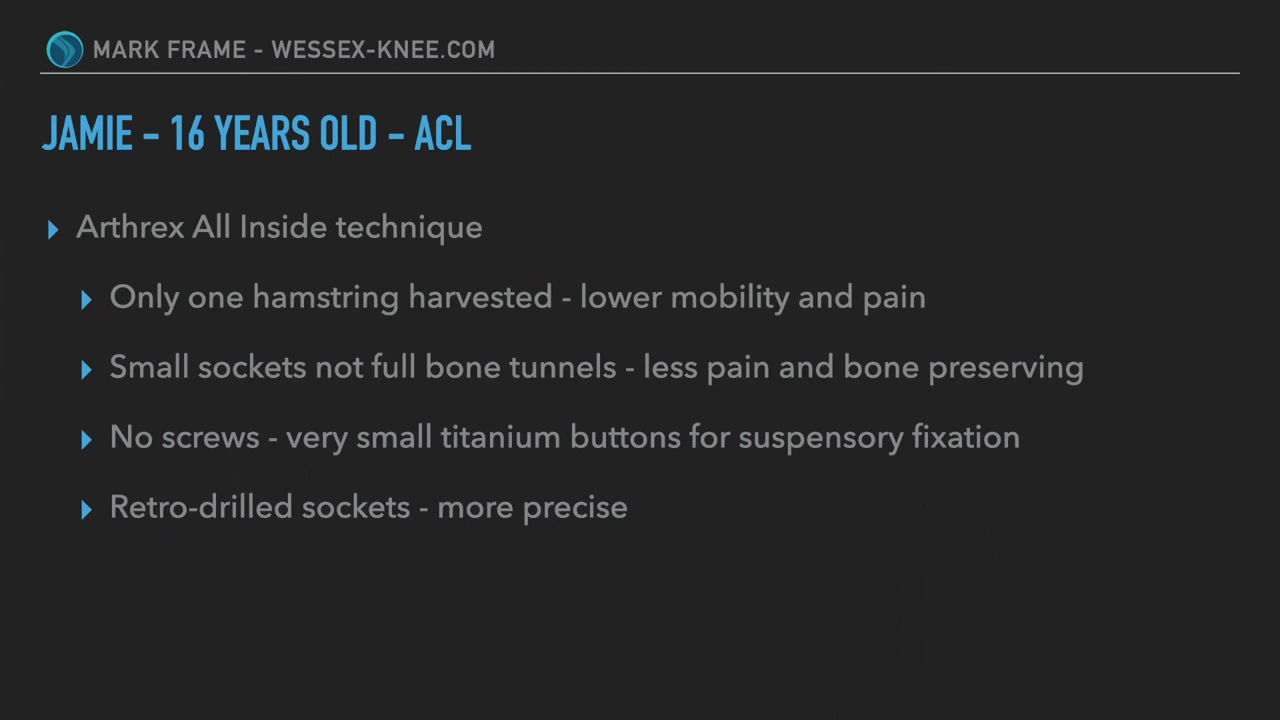 MARK FRAME - WESSEX-KNEE.COM
JAMIE - 16 YEARS OLD - ACL
Arthrex All Inside technique
Only one hamstring harvested - lower mobility and pain
Small sockets not full bone tunnels - less pain and bone preserving
No screws - very small titanium buttons for suspensory fixation
Retro-drilled sockets - more precise